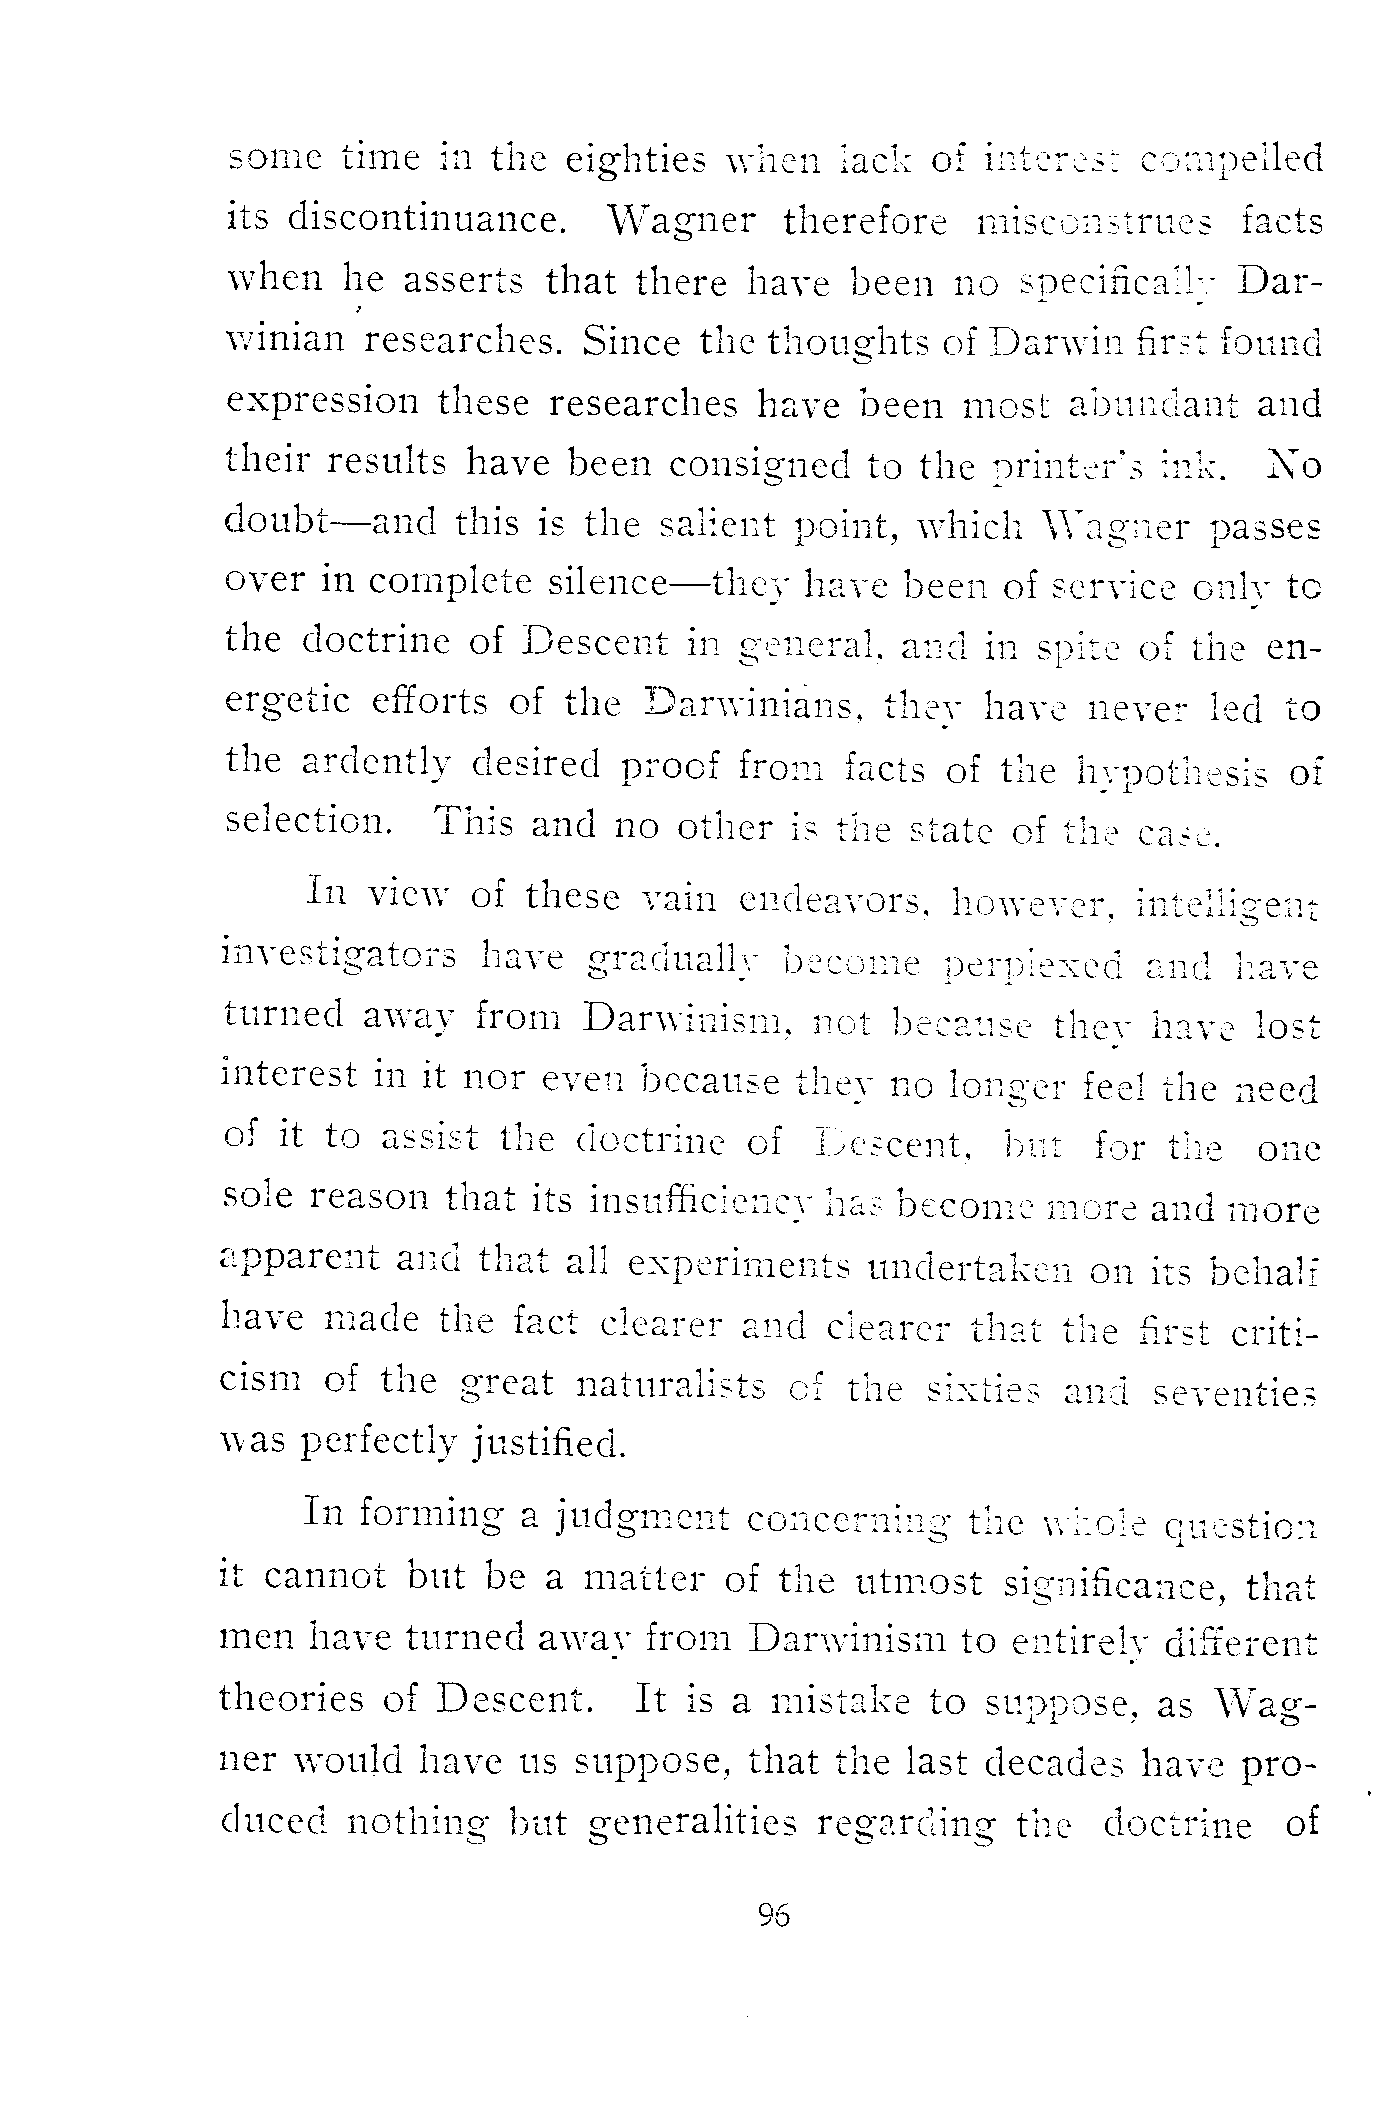 some time in the eighties when lack of interest compelled
its discontinuance. Wagner therefore misconstrues facts
when he asserts that there have been no specifically Dar-
winian researches. Since the thoughts of Darwin first found
expression these researches have been most abundant and
their results have been consigned to the printer's ink. No
doubt—and this is the salient point, which Wagner passes
over in complete silence—they have been of service only to
the doctrine of Descent in general, and in spite of the en-
ergetic efforts of the Darwinians, they have never led to
the ardently desired proof from facts of the hypothesis of
selection. This and no other is the state of the case.
In view of these vain endeavors, however, intelligent
investigators have gradually become perplexed and have
turned away from Darwinism, not because they have lost
interest in it nor even because they no longer feel the need
of it to assist the doctrine of Descent, but for the one
sole reason that its insufficiency has become more and more
apparent and that all experiments undertaken on its behalf
have made the fact clearer and clearer that the first criti-
cism of the great naturalists of the sixties and seventies
was perfectly justified.
In forming a judgment concerning the whole question
it cannot but be a matter of the utmost significance, that
men have turned away from Darwinism to entirely different
theories of Descent. It is a mistake to suppose, as Wag-
ner would have us suppose, that the last decades have pro-
duced nothing but generalities regarding the doctrine of
96